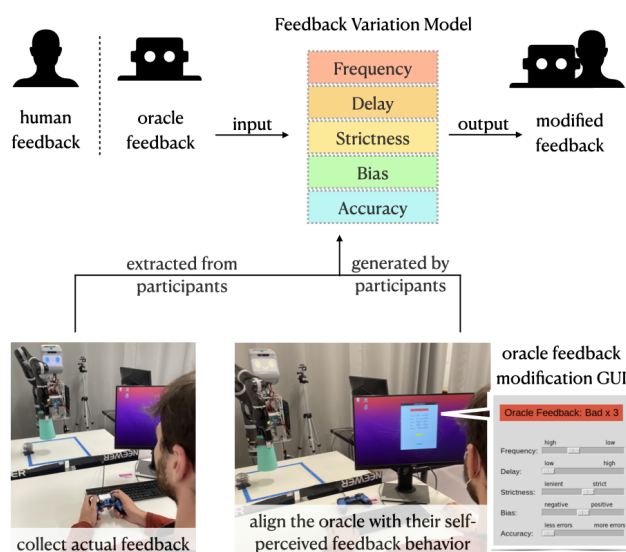 Feedback Variation Model
human
feedback
oracle
feedback
input
Frequency
Delay
Strictness
Bias
Accuracy
output
modified
feedback
extracted from
participants
generated by
participants
collect actual feedback
align the oracle with their self-
perceived feedback behavior
oracle feedback
modification GUI
Oracle Feedback: Bad x 3
high low
Frequency:
low high
Delay:
lenient strict
Strictness:
negative positive
Bias:
less errors more errors
Accuracy: